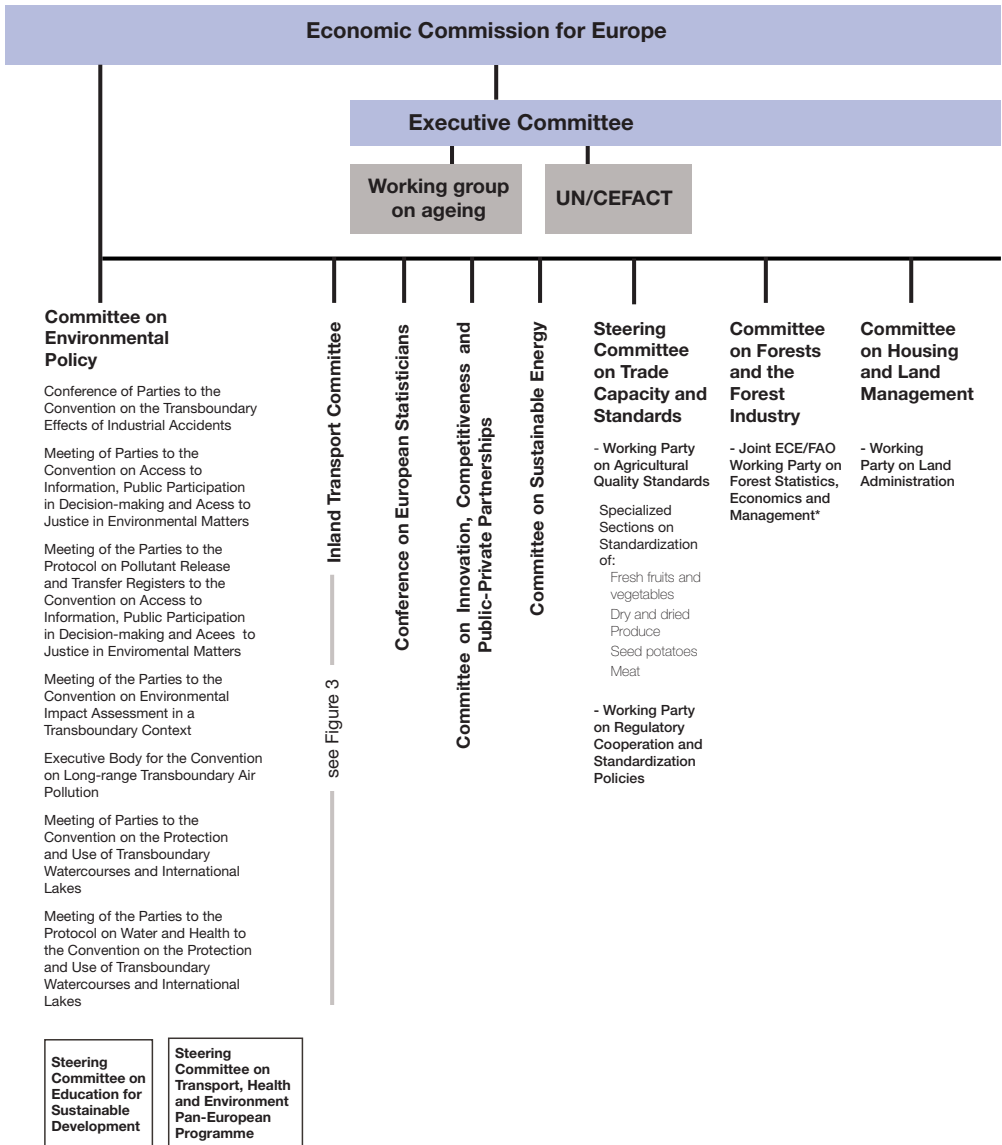 Economic Commission for Europe
Executive Committee
Working group
on ageing
UN/CEFACT
Committee on
Environmental
Policy
Conference of Parties to the
Convention on the Transboundary
Effects of Industrial Accidents
Meeting of Parties to the
Convention on Access to
Information, Public Participation
in Decision-making and Acess to
Justice in Environmental Matters
Meeting of the Parties to the
Protocol on Pollutant Release
and Transfer Registers to the
Convention on Access to
Information, Public Participation
in Decision-making and Acees  to
Justice in Enviromental Matters
Meeting of the Parties to the
Convention on Environmental
Impact Assessment in a
Transboundary Context
Executive Body for the Convention
on Long-range Transboundary Air
Pollution
Meeting of Parties to the
Convention on the Protection
and Use of Transboundary
Watercourses and International
Lakes
Meeting of the Parties to the
Protocol on Water and Health to
the Convention on the Protection
and Use of Transboundary
Watercourses and International
Lakes
Steering
Committee on
Education for
Sustainable
Development
Steering
Committee on
Transport, Health
and Environment
Pan-European
Programme
Inland Transport Committee
see Figure 3
Conference on European Statisticians
Committee on Innovation, Competitiveness and
Public-Private Partnerships
Committee on Sustainable Energy
Steering
Committee
on Trade
Capacity and
Standards
- Working Party
on Agricultural
Quality Standards
Specialized
Sections on
Standardization
of:
Fresh fruits and
vegetables
Dry and dried
Produce
Seed potatoes
Meat
- Working Party
on Regulatory
Cooperation and
Standardization
Policies
Committee
on Forests
and the
Forest
Industry
- Joint ECE/FAO
Working Party on
Forest Statistics,
Economics and
Management*
Committee
on Housing
and Land
Management
- Working
Party on Land
Administration